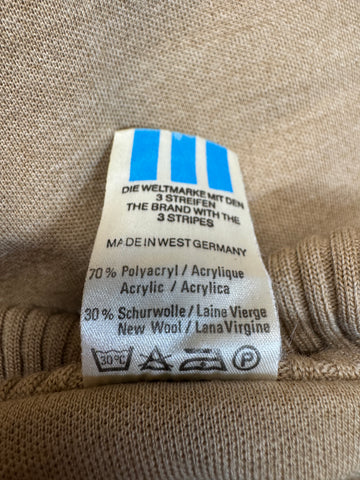 DIE WELTMARKE MIT DEN
3 STREIFEN
THE BRAND WITH THE
3 STRIPES
MADE IN WEST GERMANY
70% Polyacryl / Acrylique
Acrylic / Acrylica
30% Schurwolle / Laine Vierge
New Wool / Lana Virgine
30°C P